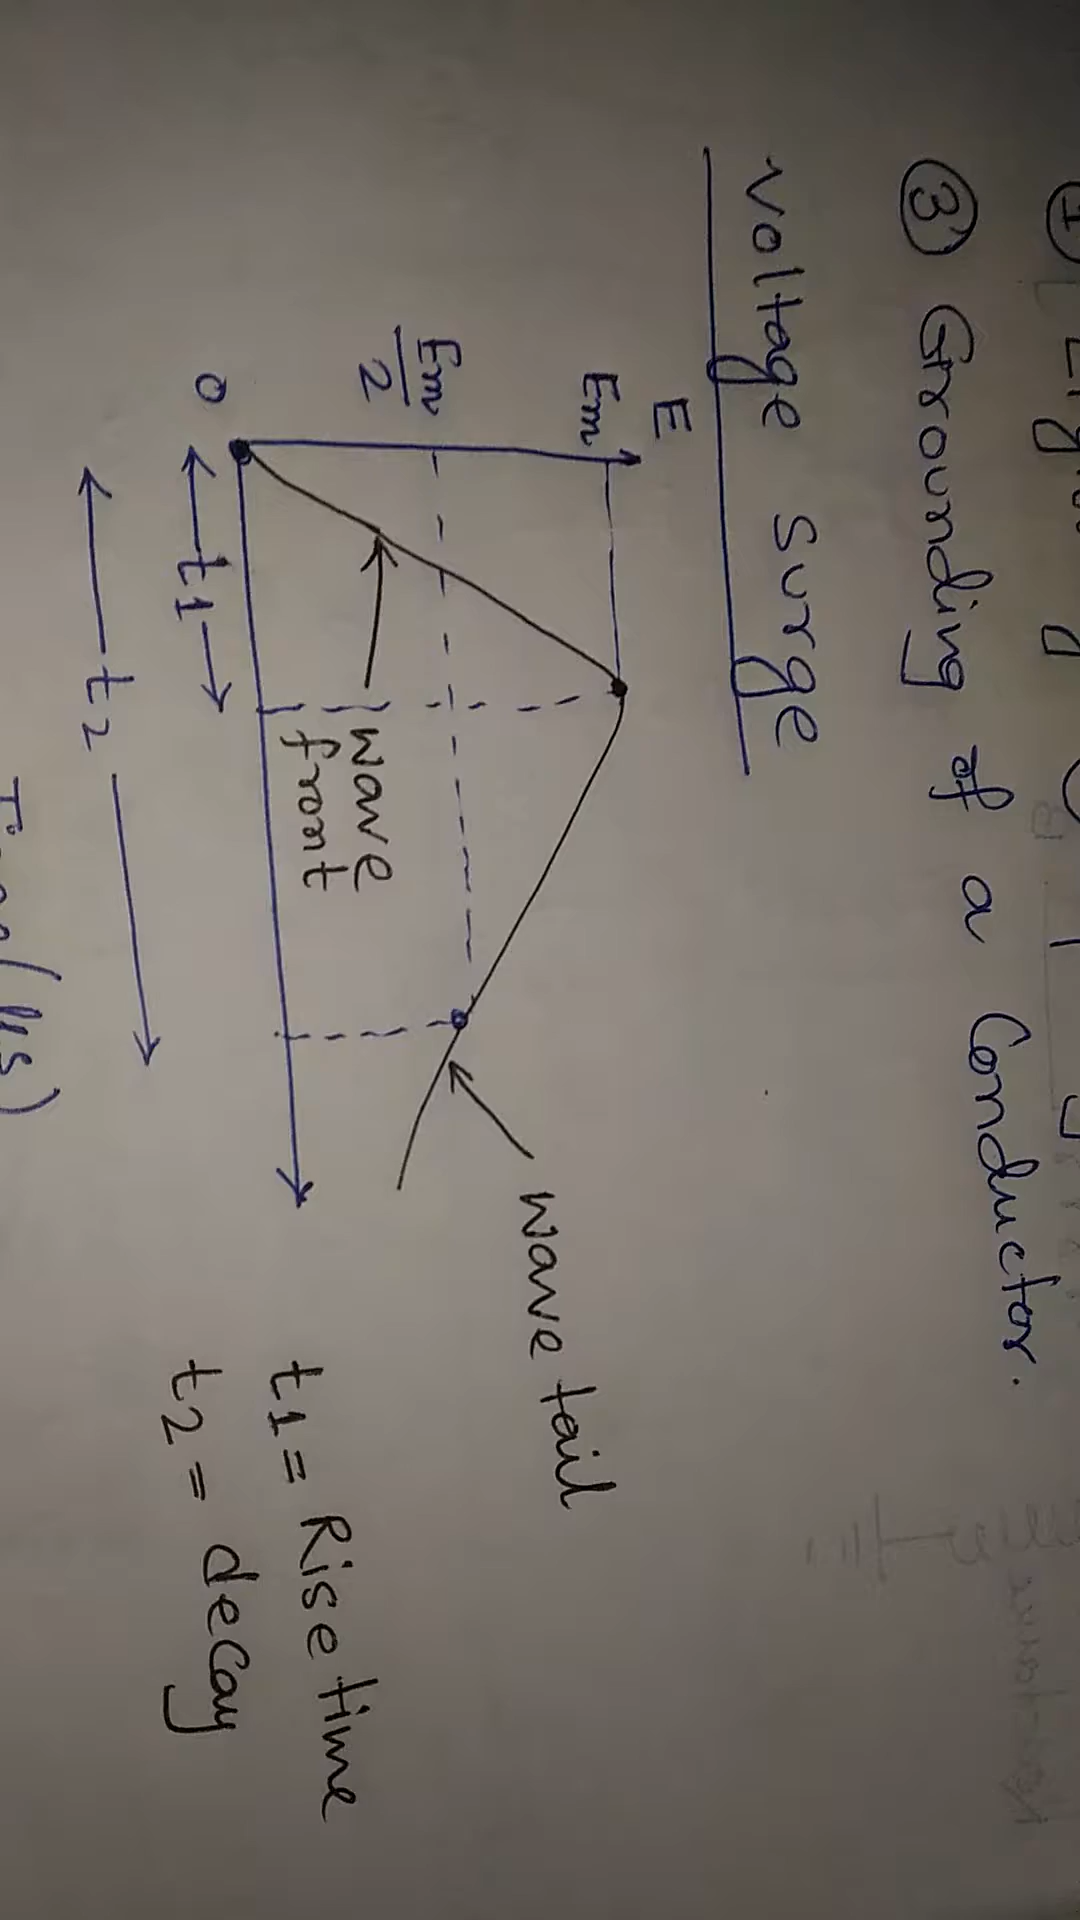 ③ Grounding of a Conductor.
Voltage Surge
E
Em
Em/2
0
wave tail
wave
front
t1
t2
t1 = Rise time
t2 = decay